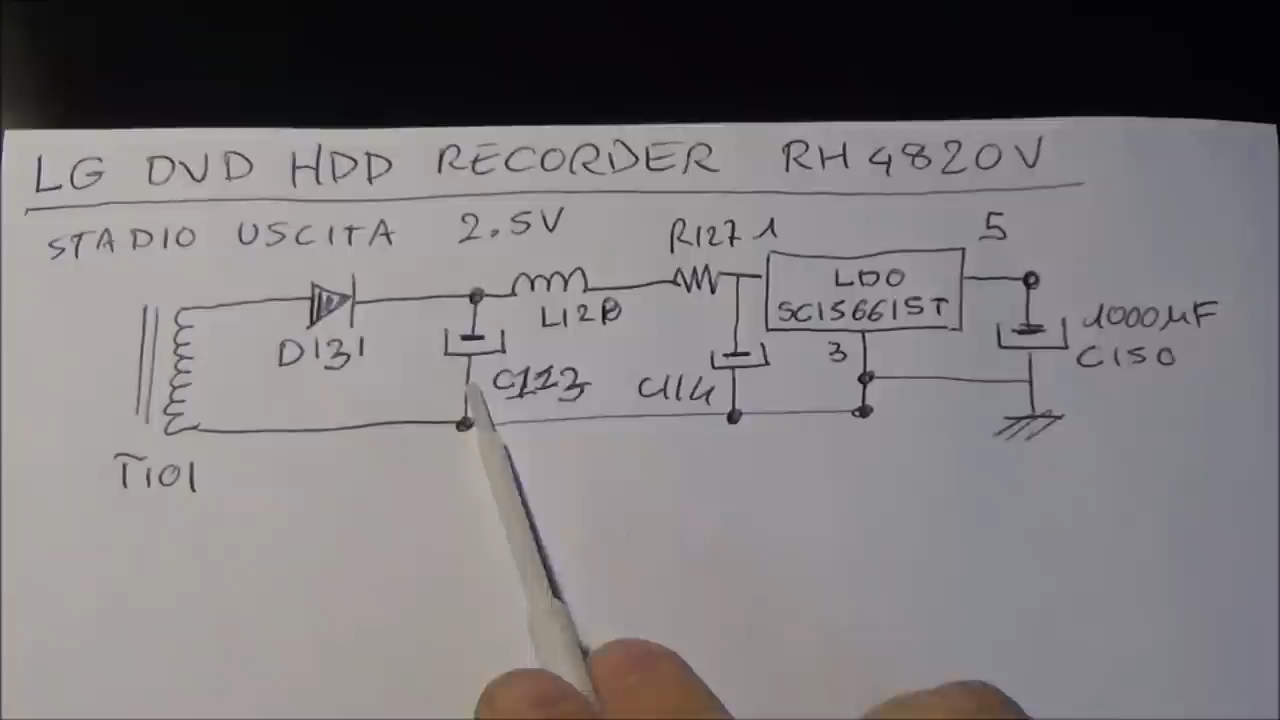 LG DVD HDD RECORDER RH4820V
STADIO USCITA 2.5V
R127 1
5
LDO
SC1566IST
L12B
1000µF
D131
3
C150
C113
C114
T101